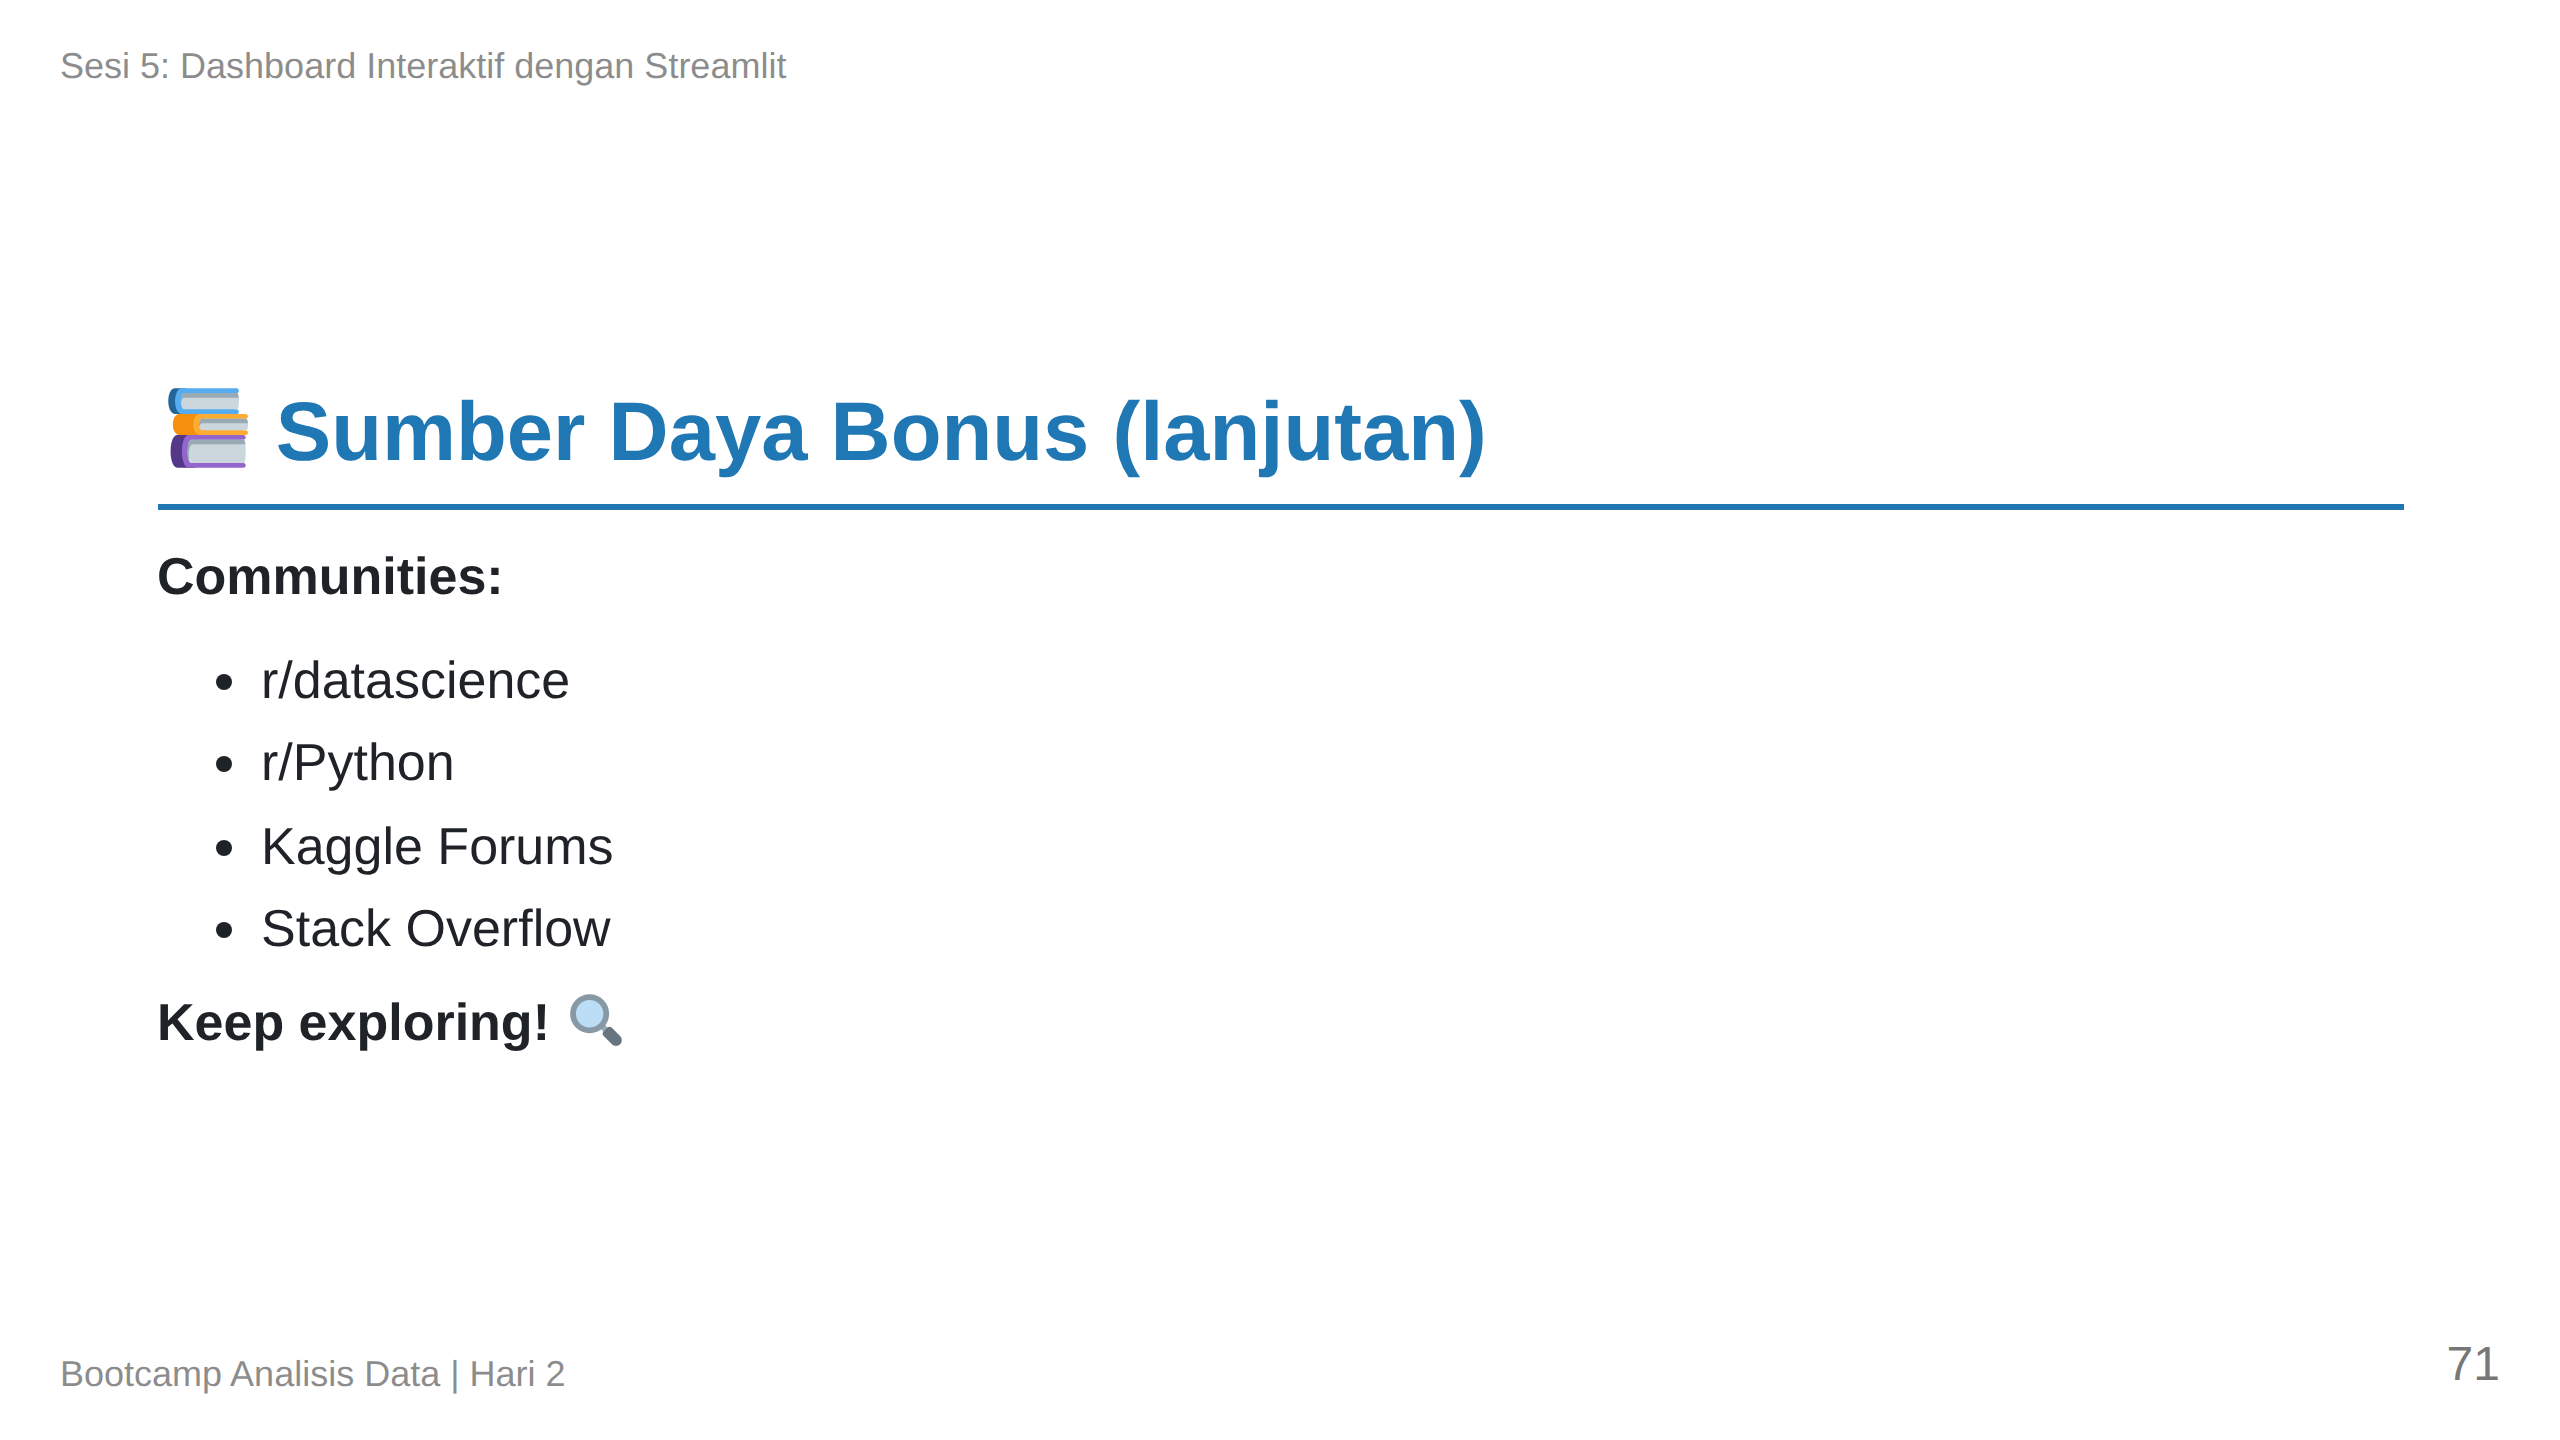 Sesi 5: Dashboard Interaktif dengan Streamlit
📚 Sumber Daya Bonus (lanjutan)
Communities:
• r/datascience
• r/Python
• Kaggle Forums
• Stack Overflow
Keep exploring! 🔍
Bootcamp Analisis Data | Hari 2
71